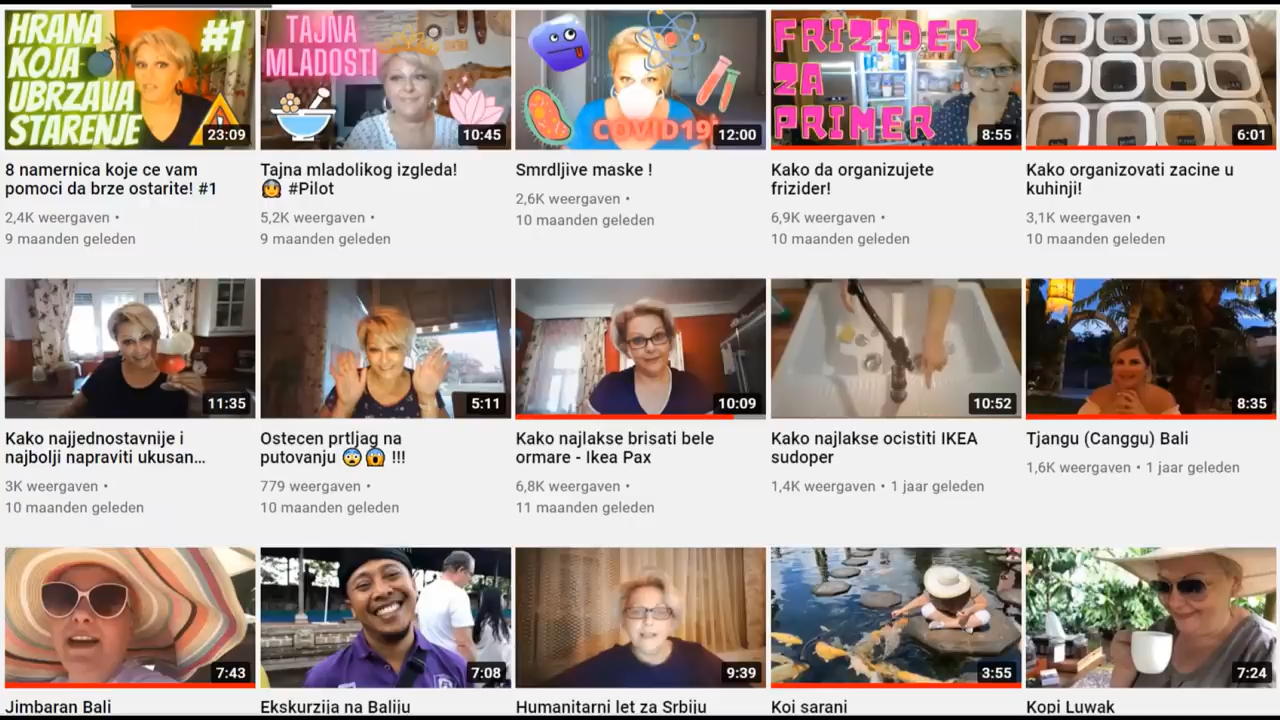 HRANA
KOJA
UBRZAVA
STARENJE
#1
23:09
TAJNA
MLADOSTI
10:45
COVID19
12:00
FRIZIDER
ZA
PRIMER
8:55
6:01
8 namernica koje ce vam
pomoci da brze ostarite! #1
2,4K weergaven •
9 maanden geleden
Tajna mladolikog izgleda!
#Pilot
5,2K weergaven •
9 maanden geleden
Smrdljive maske !
2,6K weergaven •
10 maanden geleden
Kako da organizujete
frizider!
6,9K weergaven •
10 maanden geleden
Kako organizovati zacine u
kuhinji!
3,1K weergaven •
10 maanden geleden
11:35
5:11
10:09
10:52
8:35
Kako najjednostavnije i
najbolji napraviti ukusan...
3K weergaven •
10 maanden geleden
Ostecen prtljag na
putovanju 😨😱 !!!
779 weergaven •
10 maanden geleden
Kako najlakse brisati bele
ormare - Ikea Pax
6,8K weergaven •
11 maanden geleden
Kako najlakse ocistiti IKEA
sudoper
1,4K weergaven • 1 jaar geleden
Tjangu (Canggu) Bali
1,6K weergaven • 1 jaar geleden
7:43
7:08
9:39
3:55
7:24
Jimbaran Bali
Ekskurzija na Baliju
Humanitarni let za Srbiju
Koi sarani
Kopi Luwak